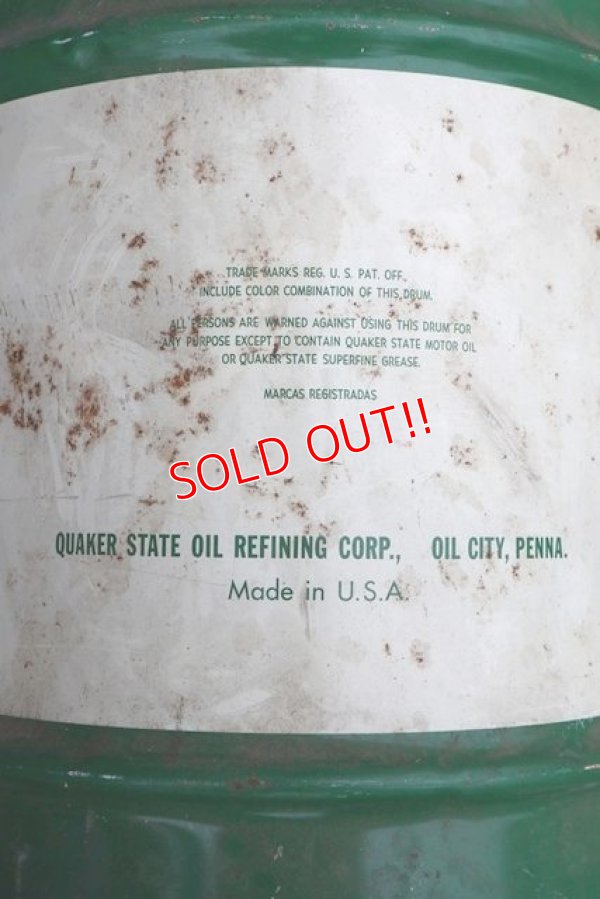 TRADE MARKS REG. U. S. PAT. OFF.
INCLUDE COLOR COMBINATION OF THIS DRUM.
ALL PERSONS ARE WARNED AGAINST USING THIS DRUM FOR
ANY PURPOSE EXCEPT TO CONTAIN QUAKER STATE MOTOR OIL
OR QUAKER STATE SUPERFINE GREASE.
MARCAS REGISTRADAS
SOLD OUT!!
QUAKER STATE OIL REFINING CORP., OIL CITY, PENNA.
Made in U.S.A.